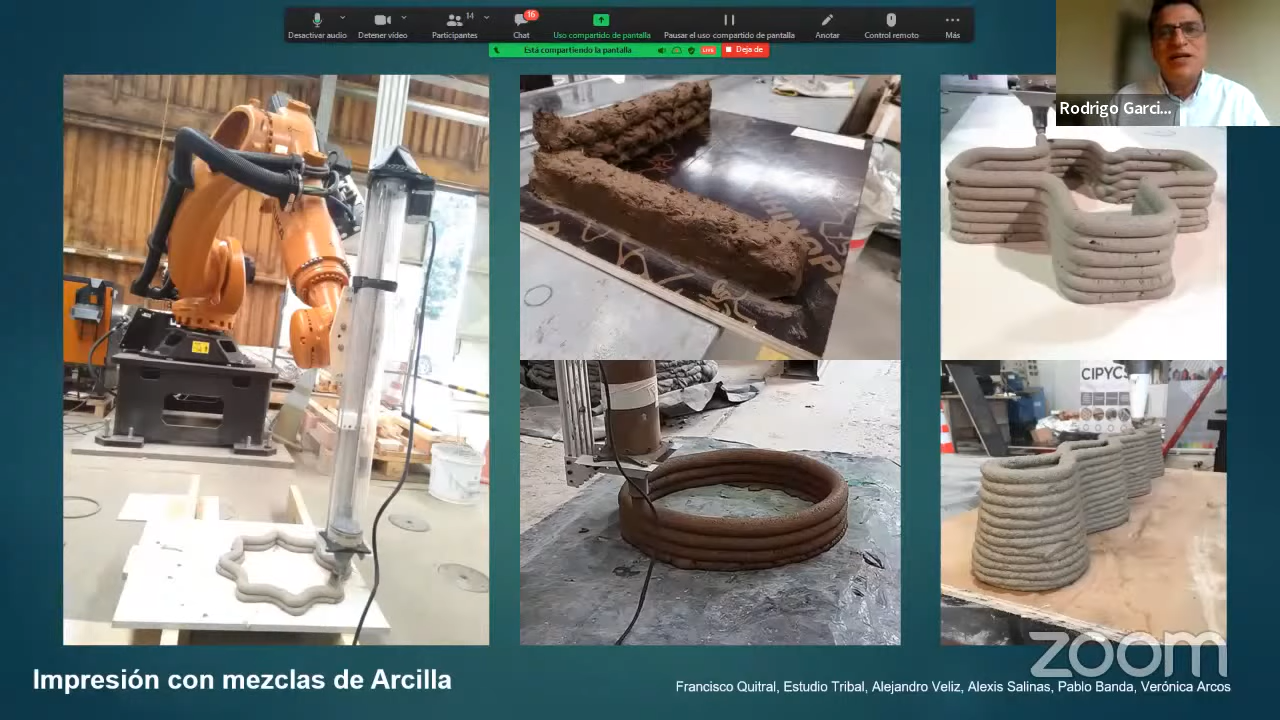 14
16
Desactivar audio
Detener vídeo
Participantes
Chat
Uso compartido de pantalla
Pausar el uso compartido de pantalla
Anotar
Control remoto
Más
Está compartiendo la pantalla
LIVE
Deja de
Rodrigo Garci...
CIPYCS
zoom
Impresión con mezclas de Arcilla
Francisco Quitral, Estudio Tribal, Alejandro Veliz, Alexis Salinas, Pablo Banda, Verónica Arcos